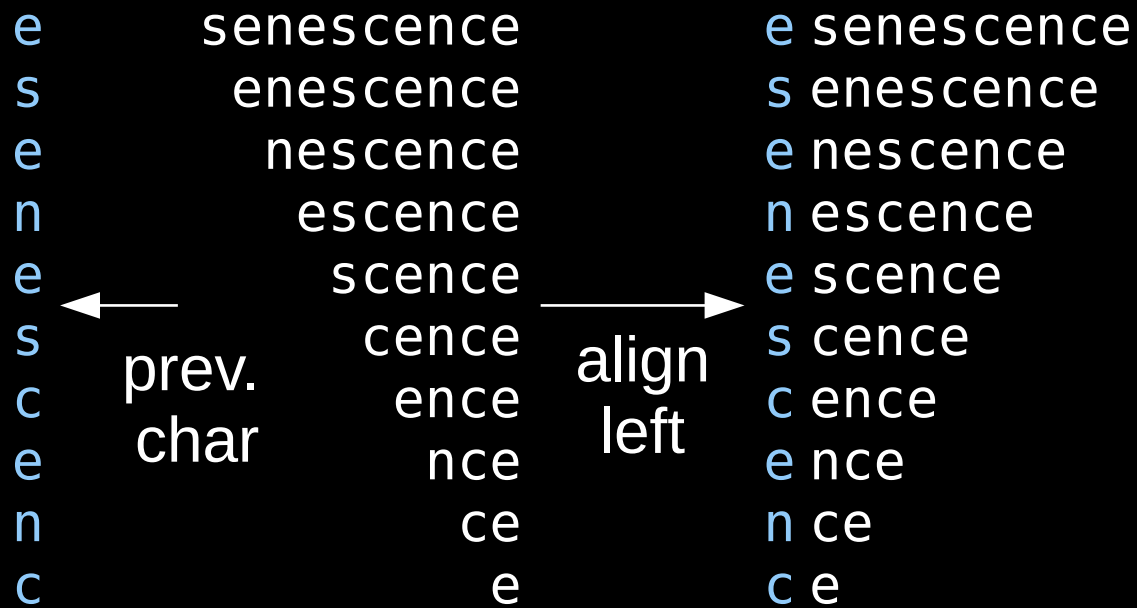 e senescence e senescence
s enescence s enescence
e nescence e nescence
n escence n escence
e scence e scence
s cence s cence
c ence c ence
e nce e nce
n ce n ce
c e c e
prev.
char
align
left